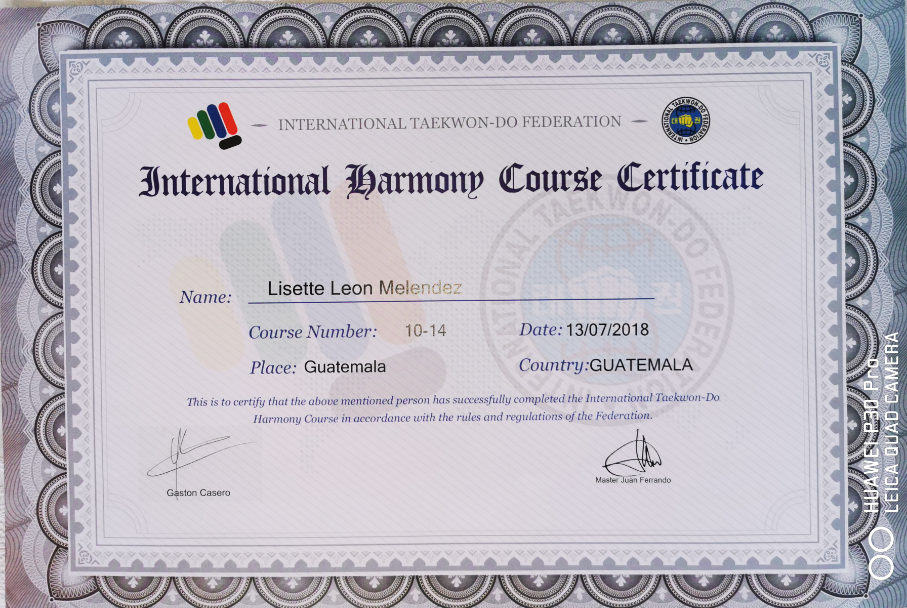 INTERNATIONAL TAEKWON-DO FEDERATION
INTERNATIONAL TAEKWON-DO FEDERATION
International Harmony Course Certificate
Name: Lisette Leon Melendez
Course Number: 10-14 Date: 13/07/2018
Place: Guatemala Country: GUATEMALA
This is to certify that the above mentioned person has successfully completed the International Taekwon-Do
Harmony Course in accordance with the rules and regulations of the Federation.
Gaston Casero
Master Juan Ferrando
HUAWEI P30 Pro
LEICA QUAD CAMERA